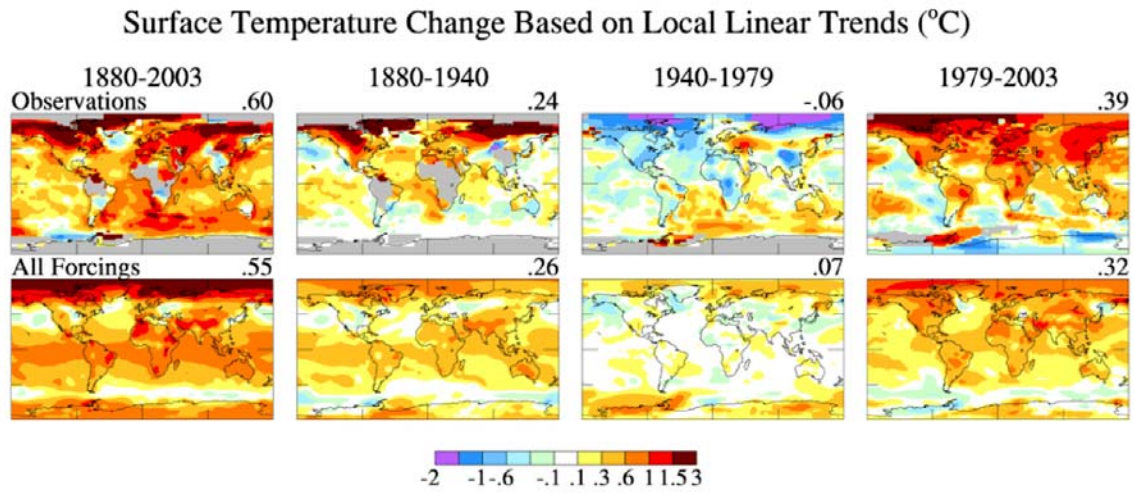 Surface Temperature Change Based on Local Linear Trends (°C)
1880-2003 1880-1940 1940-1979 1979-2003
Observations .60 .24 -.06 .39
All Forcings .55 .26 .07 .32
-2 -1 -.6 -.1 .1 .3 .6 1 1.5 3